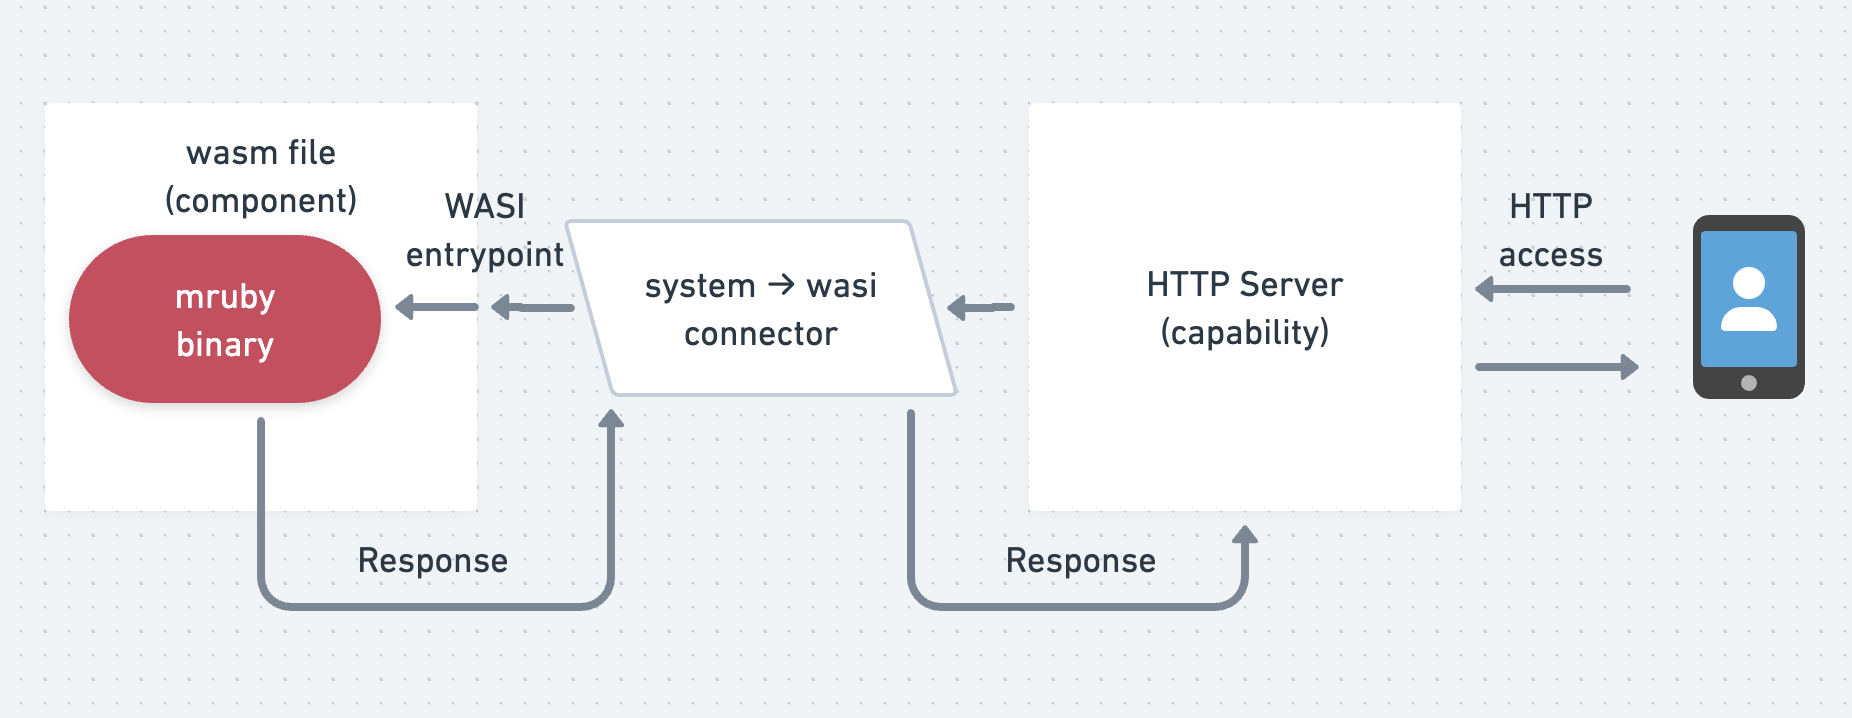 wasm file
(component)
mruby
binary
WASI
entrypoint
system → wasi
connector
HTTP Server
(capability)
HTTP
access
Response
Response